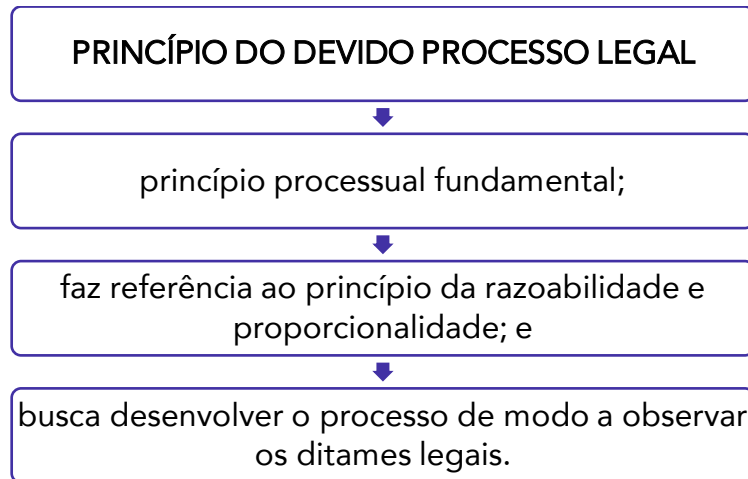 PRINCÍPIO DO DEVIDO PROCESSO LEGAL
princípio processual fundamental;
faz referência ao princípio da razoabilidade e
proporcionalidade; e
busca desenvolver o processo de modo a observar
os ditames legais.